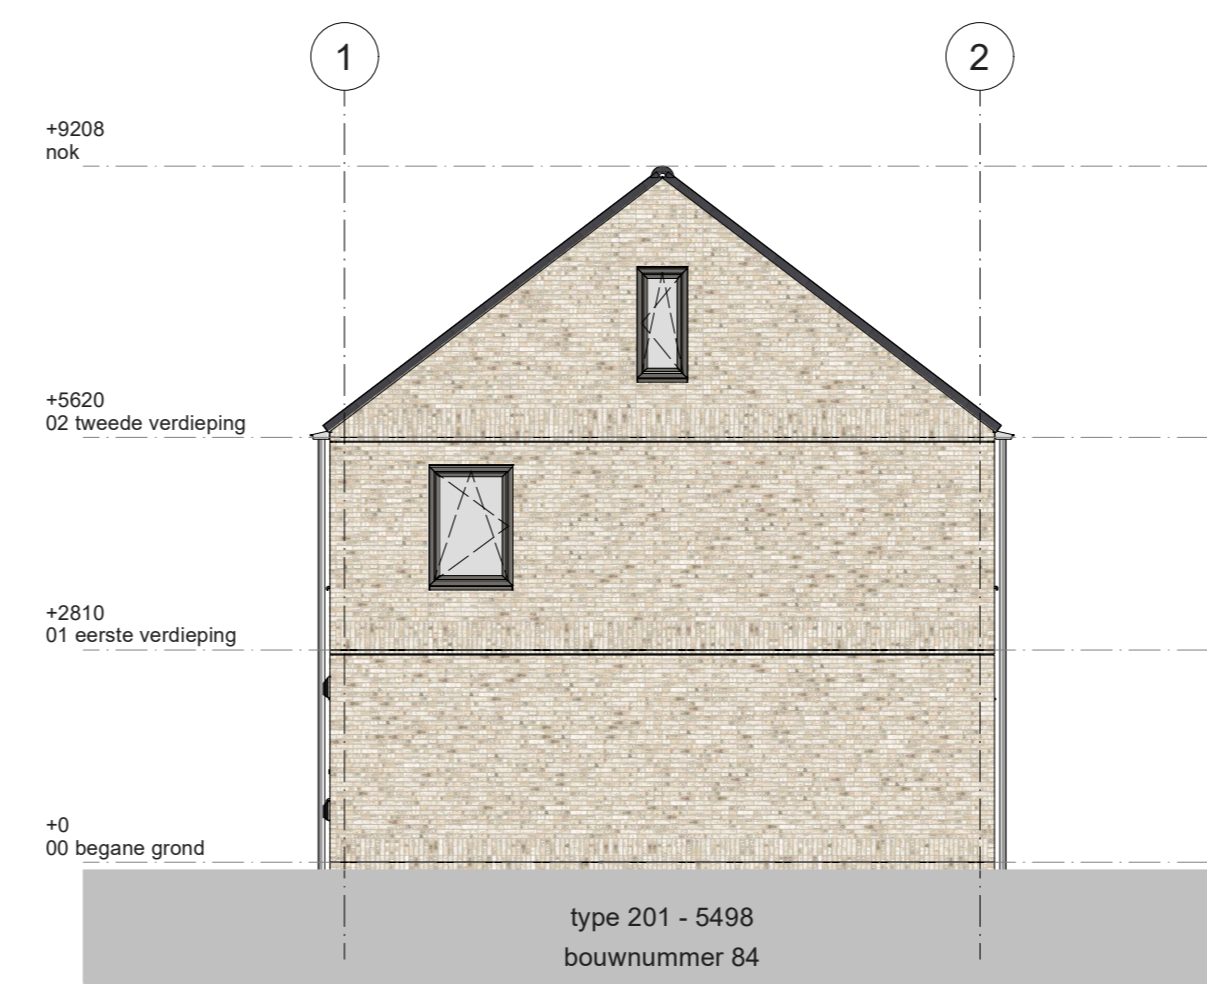 1
2
+9208
nok
+5620
02 tweede verdieping
+2810
01 eerste verdieping
+0
00 begane grond
type 201 - 5498
bouwnummer 84